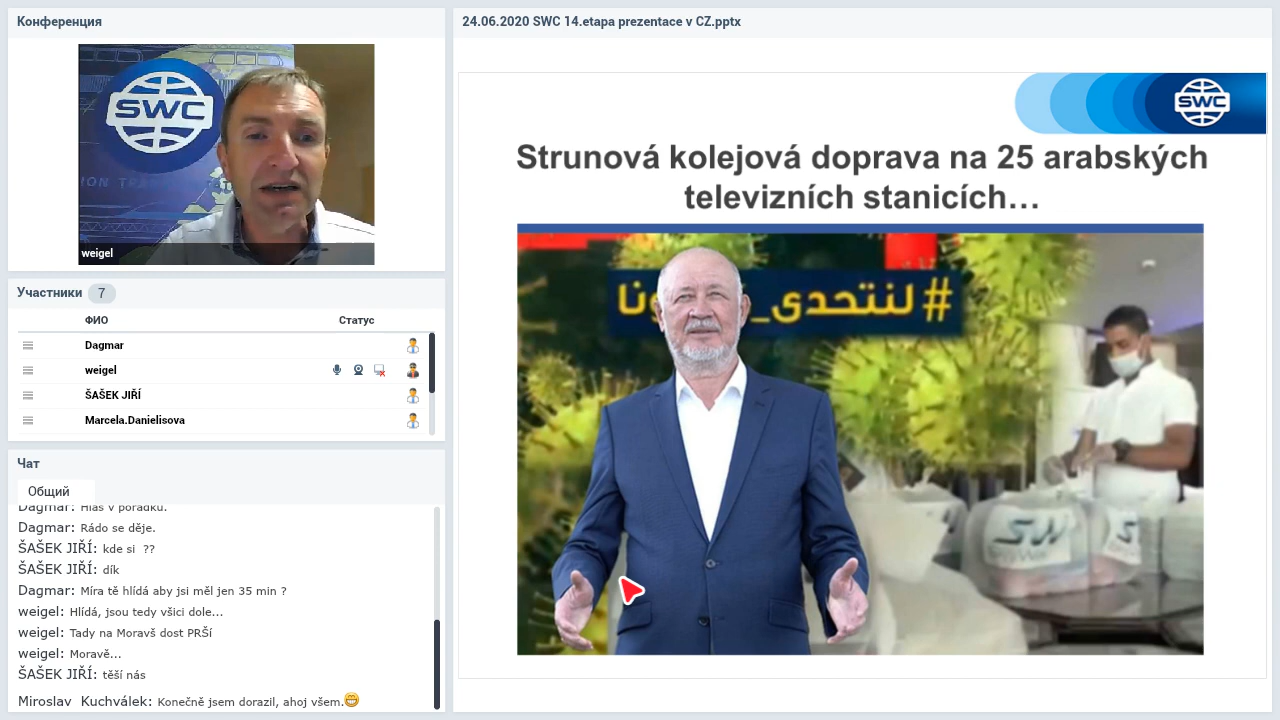 Конференция
SWC
weigel
Участники 7
ФИО Статус
Dagmar
weigel
ŠAŠEK JIŘÍ
Marcela.Danielisova
Чат
Общий
Dagmar: Hlas v pořádku.
Dagmar: Rádo se děje.
ŠAŠEK JIŘÍ: kde si ??
ŠAŠEK JIŘÍ: dík
Dagmar: Míra tě hlídá aby jsi měl jen 35 min ?
weigel: Hlídá, jsou tedy všici dole...
weigel: Tady na Moravš dost PRŠí
weigel: Moravě...
ŠAŠEK JIŘÍ: těší nás
Miroslav Kuchválek: Konečně jsem dorazil, ahoj všem.😁
24.06.2020 SWC 14.etapa prezentace v CZ.pptx
SWC
Strunová kolejová doprava na 25 arabských
televizních stanicích...
#لنتحدى_